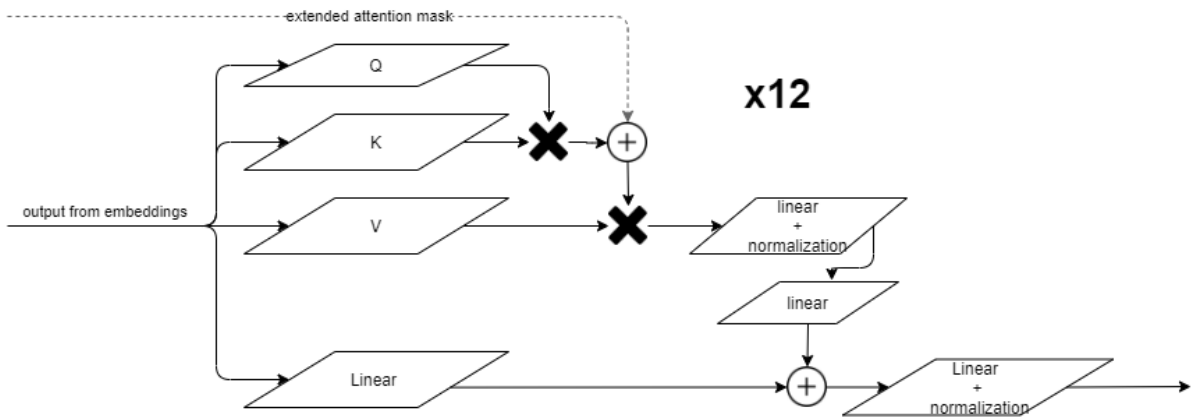 extended attention mask
Q
x12
K
output from embeddings
V
linear
+
normalization
linear
Linear
Linear
+
normalization